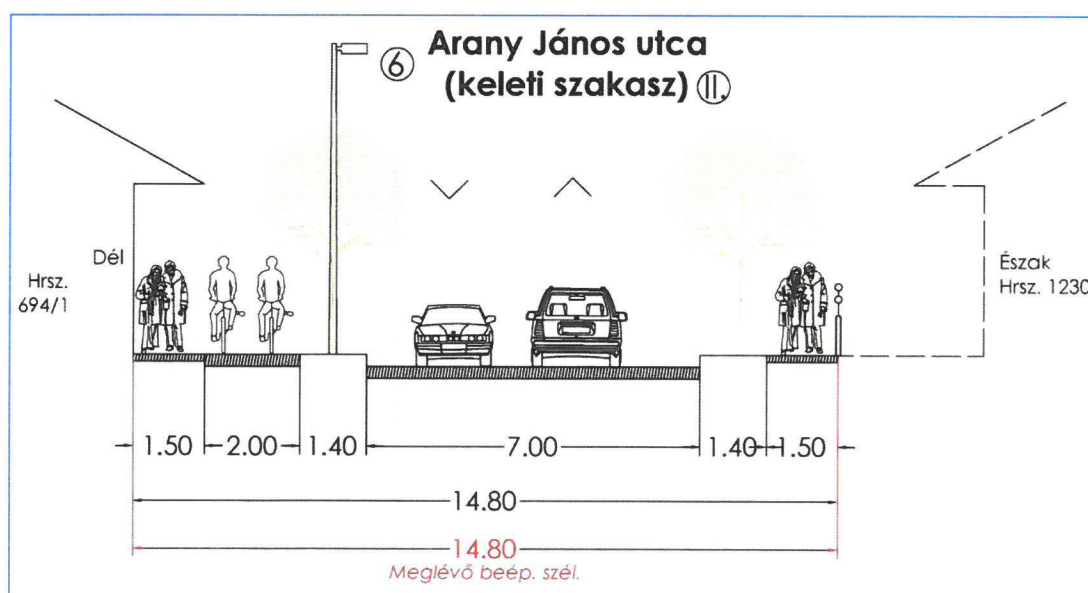 ⑥ Arany János utca
(keleti szakasz) II.
Dél
Hrsz.
694/1
Észak
Hrsz. 1230
1.50 2.00 1.40 7.00 1.40 1.50
14.80
14.80
Meglévő beép. szél.